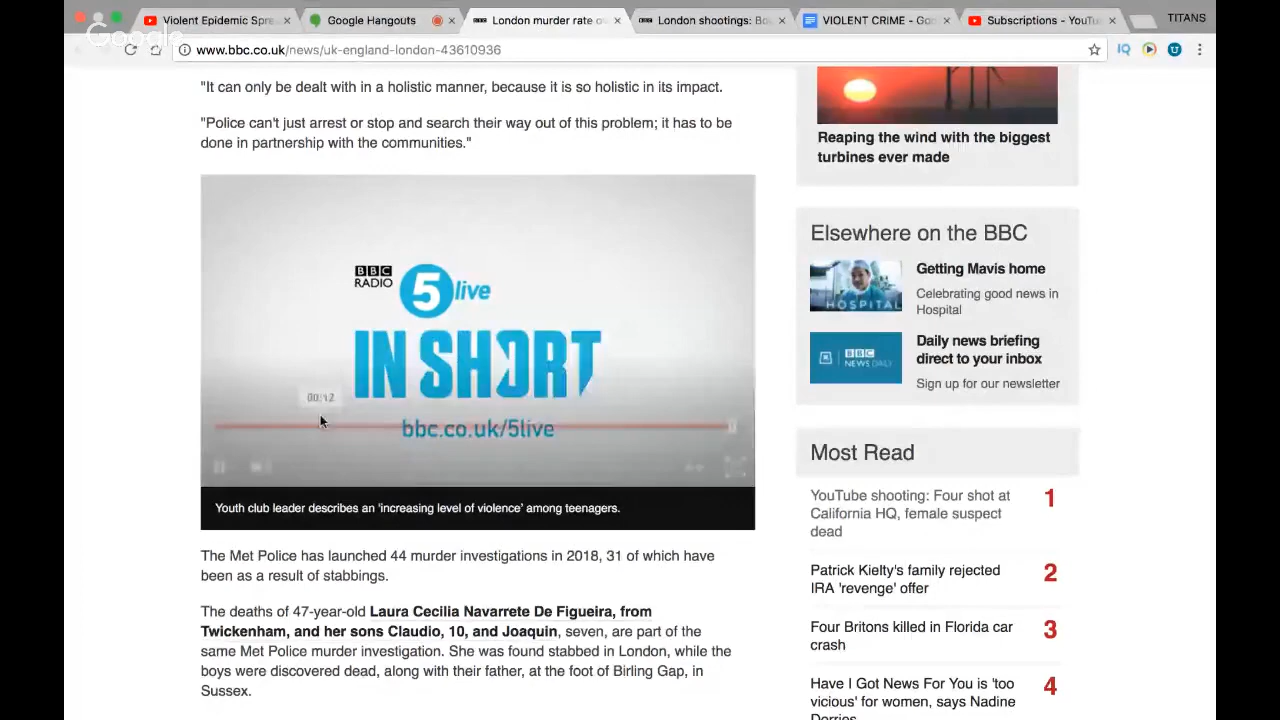 Violent Epidemic Spre
Google Hangouts
London murder rate o
London shootings: Bo
VIOLENT CRIME - Go
Subscriptions - YouTu
TITANS
Google
www.bbc.co.uk/news/uk-england-london-43610936
IQ
"It can only be dealt with in a holistic manner, because it is so holistic in its impact.
"Police can't just arrest or stop and search their way out of this problem; it has to be
done in partnership with the communities."
BBC
RADIO
5 live
IN SHORT
00:12
bbc.co.uk/5live
Youth club leader describes an 'increasing level of violence' among teenagers.
The Met Police has launched 44 murder investigations in 2018, 31 of which have
been as a result of stabbings.
The deaths of 47-year-old Laura Cecilia Navarrete De Figueira, from
Twickenham, and her sons Claudio, 10, and Joaquin, seven, are part of the
same Met Police murder investigation. She was found stabbed in London, while the
boys were discovered dead, along with their father, at the foot of Birling Gap, in
Sussex.
Reaping the wind with the biggest
turbines ever made
Elsewhere on the BBC
HOSPITAL
Getting Mavis home
Celebrating good news in
Hospital
BBC
NEWS DAILY
Daily news briefing
direct to your inbox
Sign up for our newsletter
Most Read
YouTube shooting: Four shot at
California HQ, female suspect
dead
1
Patrick Kielty's family rejected
IRA 'revenge' offer
2
Four Britons killed in Florida car
crash
3
Have I Got News For You is 'too
vicious' for women, says Nadine
Dorries
4